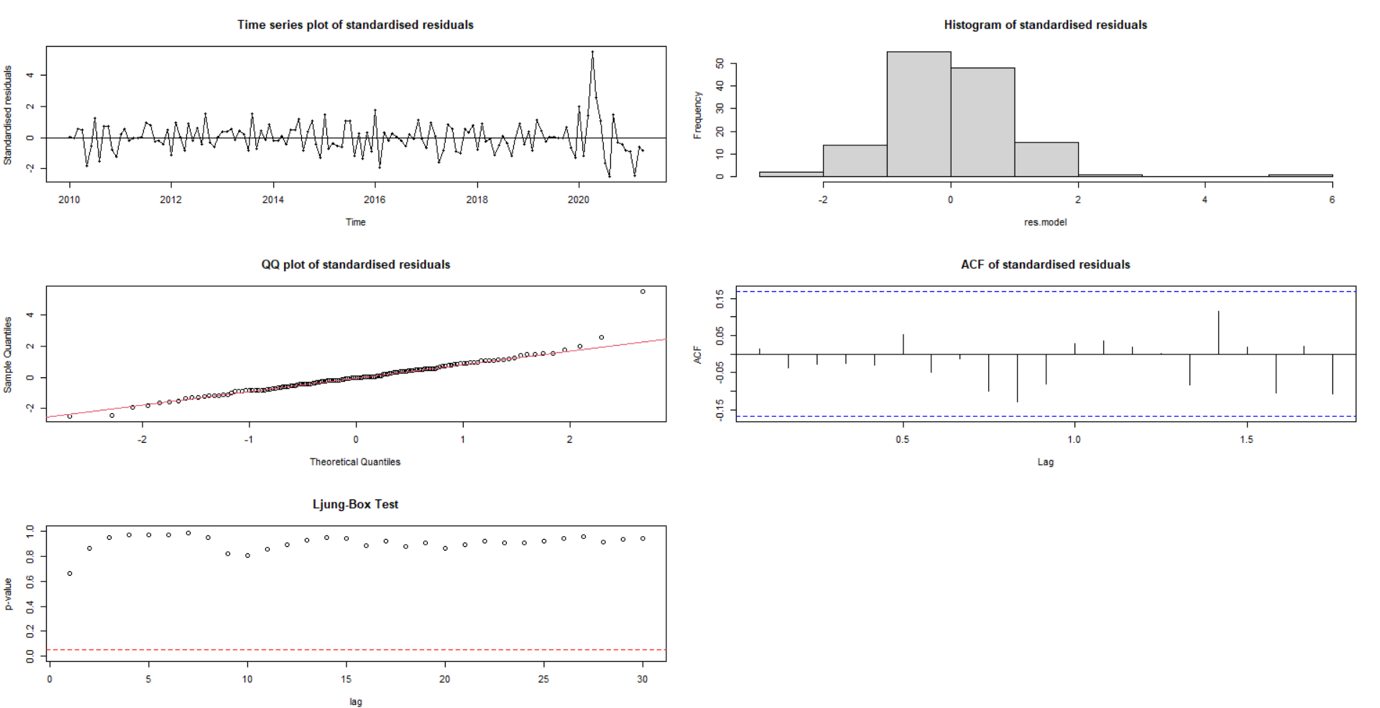 Time series plot of standardised residuals
Standardised residuals
4
2
0
-2
2010 2012 2014 2016 2018 2020
Time
Histogram of standardised residuals
Frequency
50
40
30
20
10
0
-2 0 2 4 6
res.model
QQ plot of standardised residuals
Sample Quantiles
4
2
0
-2
-2 -1 0 1 2
Theoretical Quantiles
ACF of standardised residuals
ACF
0.15
0.05
-0.05
-0.15
0.5 1.0 1.5
Lag
Ljung-Box Test
p-value
1.0
0.8
0.6
0.4
0.2
0.0
0 5 10 15 20 25 30
lag